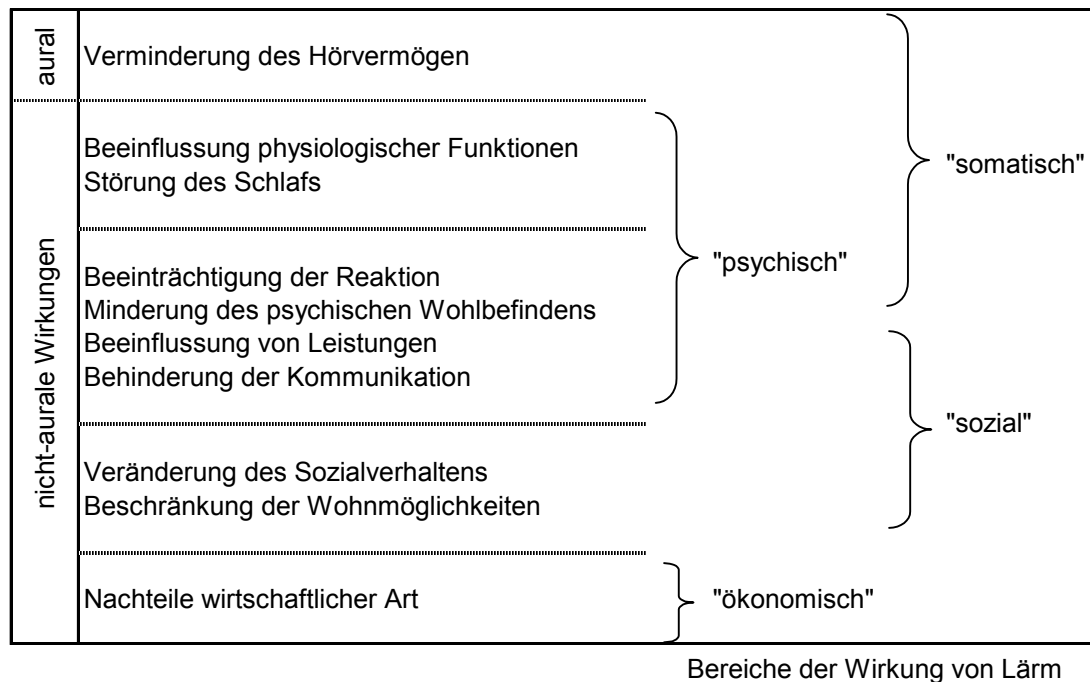 aural
Verminderung des Hörvermögen
nicht-aurale Wirkungen
Beeinflussung physiologischer Funktionen
Störung des Schlafs
Beeinträchtigung der Reaktion
Minderung des psychischen Wohlbefindens
Beeinflussung von Leistungen
Behinderung der Kommunikation
Veränderung des Sozialverhaltens
Beschränkung der Wohnmöglichkeiten
Nachteile wirtschaftlicher Art
"psychisch"
"ökonomisch"
"somatisch"
"sozial"
Bereiche der Wirkung von Lärm